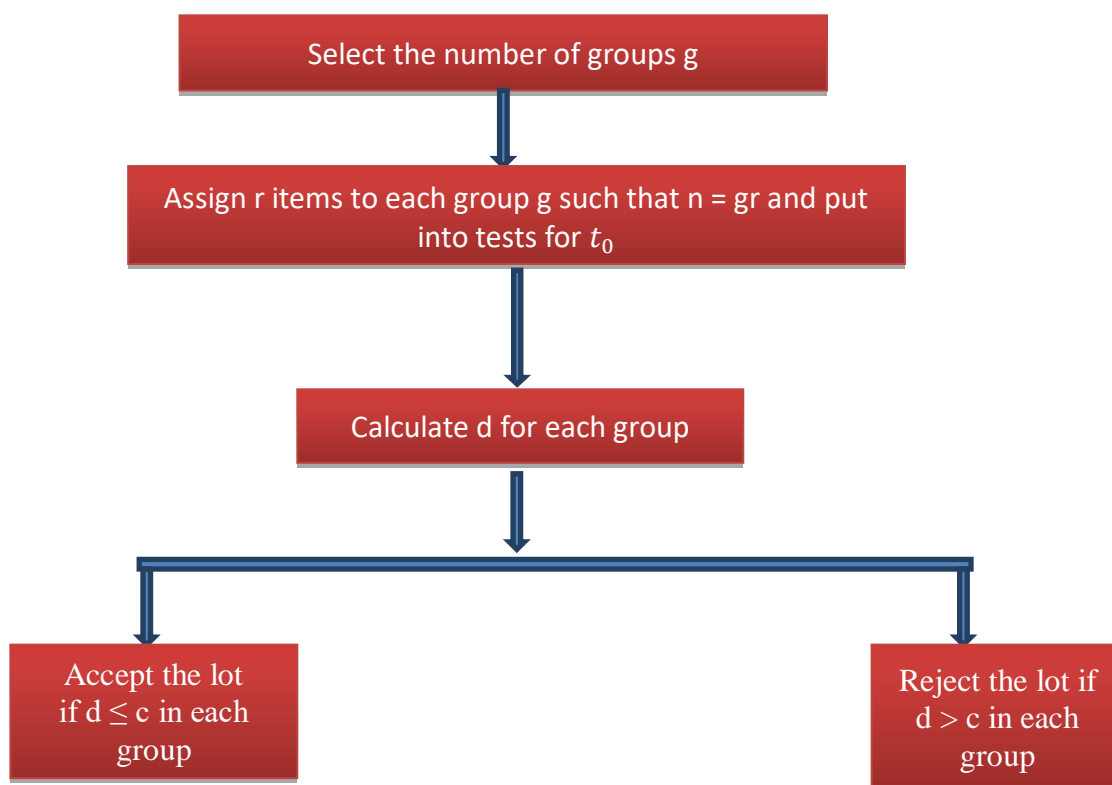 Select the number of groups g
Assign r items to each group g such that n = gr and put
into tests for t₀
Calculate d for each group
Accept the lot
if d ≤ c in each
group
Reject the lot if
d > c in each
group